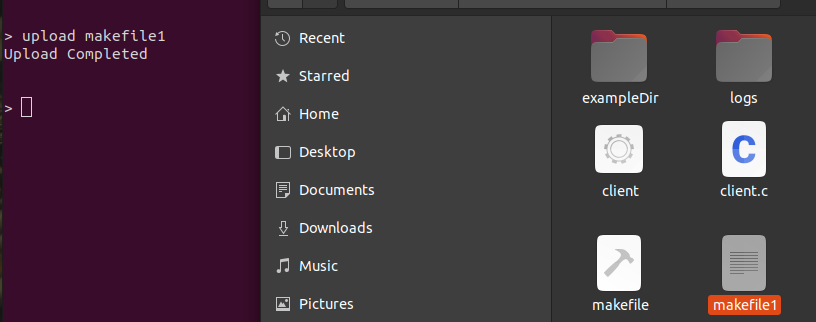 > upload makefile1
Upload Completed
>
Recent
Starred
Home
Desktop
Documents
Downloads
Music
Pictures
exampleDir
logs
client
client.c
makefile
makefile1